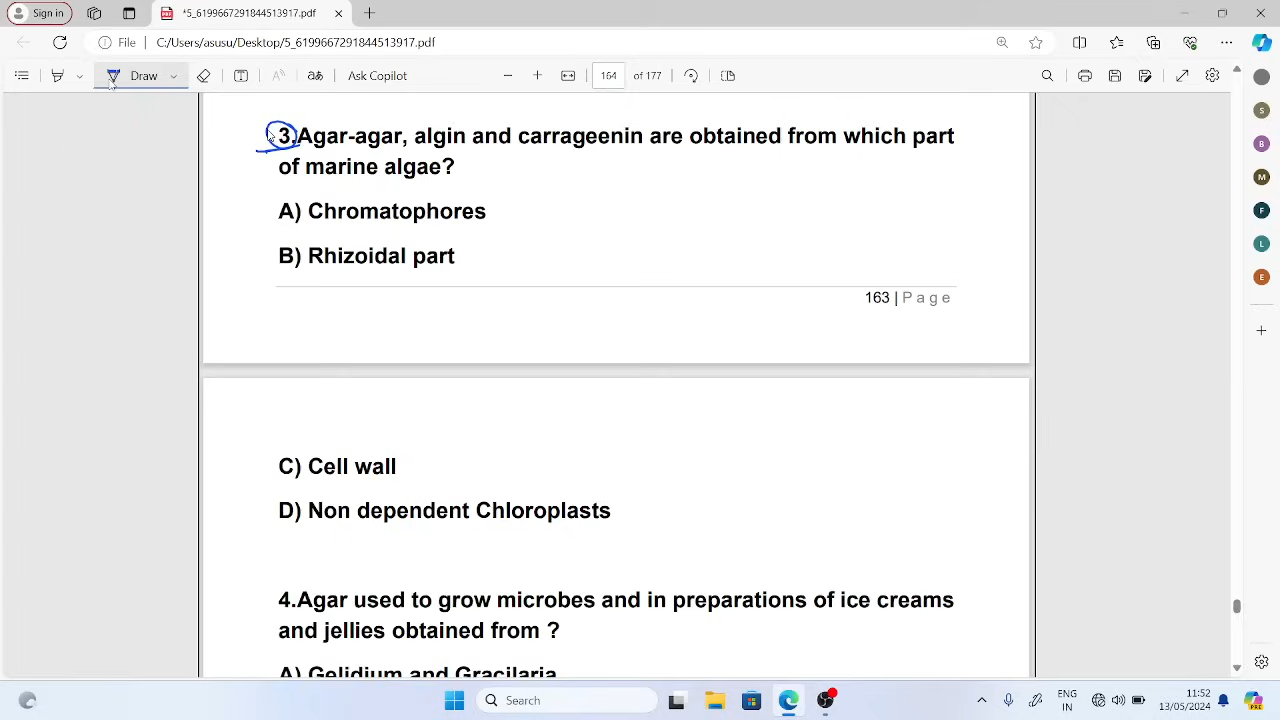 Sign in
*5_6199667291844513917.pdf
File
C:/Users/asusu/Desktop/5_6199667291844513917.pdf
Draw
Ask Copilot
164 of 177
3.Agar-agar, algin and carrageenin are obtained from which part
of marine algae?
A) Chromatophores
B) Rhizoidal part
163 | P a g e
C) Cell wall
D) Non dependent Chloroplasts
4.Agar used to grow microbes and in preparations of ice creams
and jellies obtained from ?
A) Gelidium and Gracilaria
S
B
M
F
L
E
Search
ENG
IN
11:52
13/05/2024